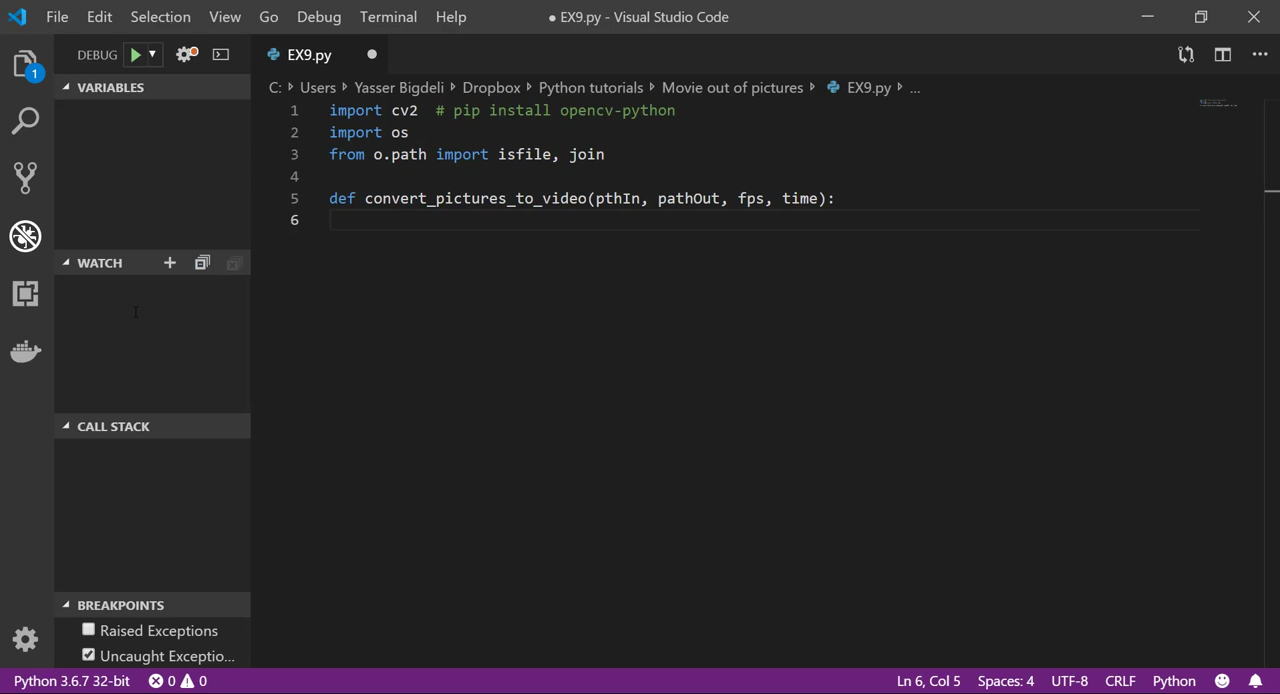 File Edit Selection View Go Debug Terminal Help ● EX9.py - Visual Studio Code
1
DEBUG
EX9.py
VARIABLES
C: Users Yasser Bigdeli Dropbox Python tutorials Movie out of pictures EX9.py ...
1 import cv2 # pip install opencv-python
2 import os
3 from o.path import isfile, join
4
5 def convert_pictures_to_video(pthIn, pathOut, fps, time):
6
WATCH
CALL STACK
BREAKPOINTS
Raised Exceptions
Uncaught Exceptio...
Python 3.6.7 32-bit 0 0 Ln 6, Col 5 Spaces: 4 UTF-8 CRLF Python